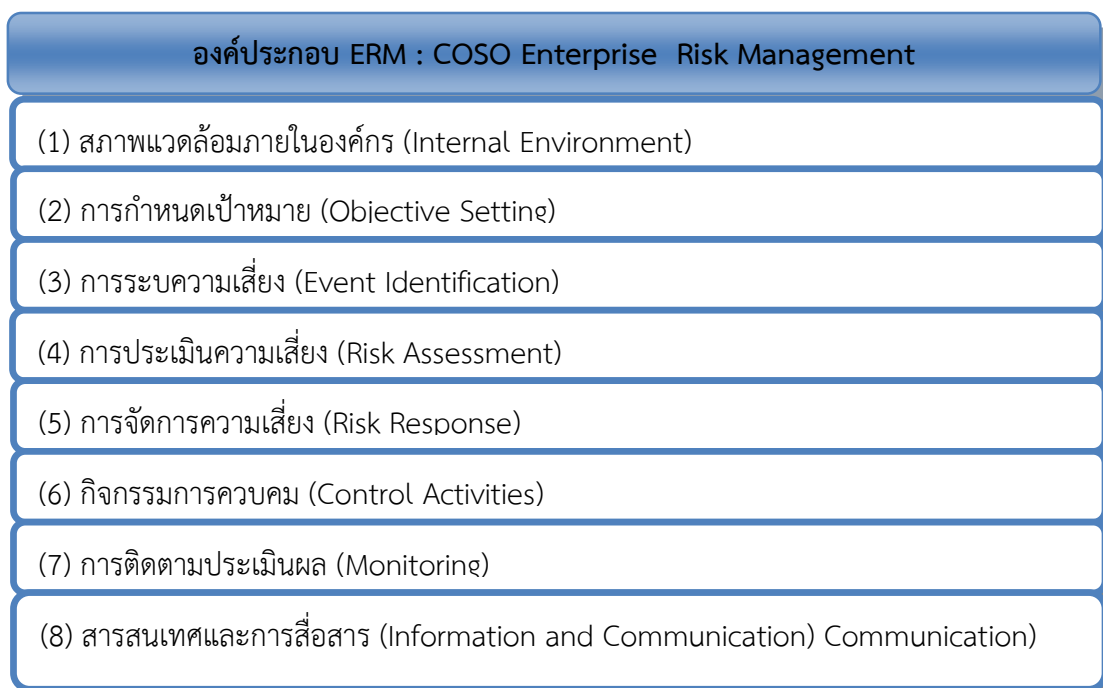 องค์ประกอบ ERM : COSO Enterprise Risk Management
(1) สภาพแวดล้อมภายในองค์กร (Internal Environment)
(2) การกำหนดเป้าหมาย (Objective Setting)
(3) การระบุความเสี่ยง (Event Identification)
(4) การประเมินความเสี่ยง (Risk Assessment)
(5) การจัดการความเสี่ยง (Risk Response)
(6) กิจกรรมการควบคุม (Control Activities)
(7) การติดตามประเมินผล (Monitoring)
(8) สารสนเทศและการสื่อสาร (Information and Communication) Communication)